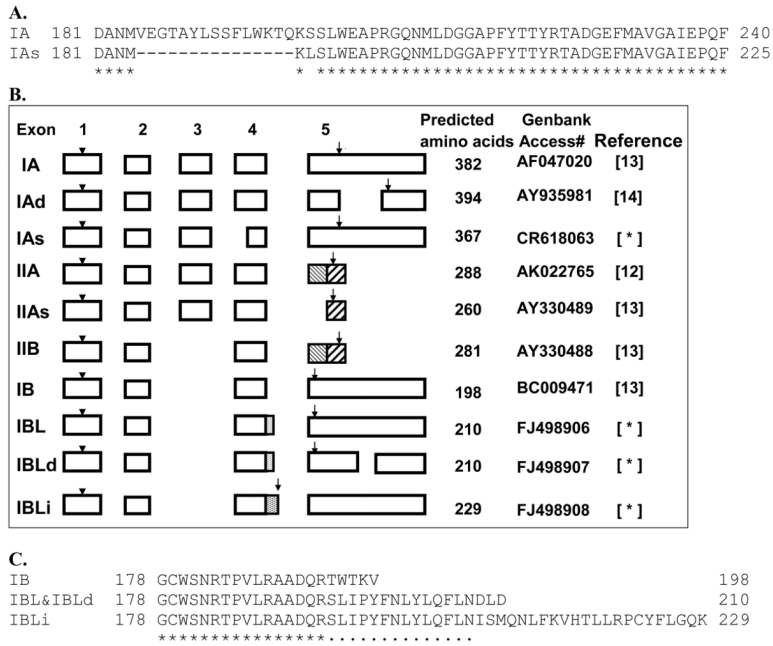 A.
IA 181 DANMVEGTAYLSSFLWKTQKSSLWEAPRGQNMLDGGAPFYTTYRTADGEFMAVGAIEPQF 240
IAs 181 DANM----------------KLSLWEAPRGQNMLDGGAPFYTTYRTADGEFMAVGAIEPQF 225
**** * ***************************************
B.
Exon 1 2 3 4 5 Predicted amino acids Genbank Access# Reference
IA 382 AF047020 [13]
IAd 394 AY935981 [14]
IAs 367 CR618063 [ * ]
IIA 288 AK022765 [12]
IIAs 260 AY330489 [13]
IIB 281 AY330488 [13]
IB 198 BC009471 [13]
IBL 210 FJ498906 [ * ]
IBLd 210 FJ498907 [ * ]
IBLi 229 FJ498908 [ * ]
C.
IB 178 GCWSNRTPVLRAADQRTWTKV 198
IBL&IBLd 178 GCWSNRTPVLRAADQRSLIPYFNLYLQFLNDLD 210
IBLi 178 GCWSNRTPVLRAADQRSLIPYFNLYLQFLNISMQNLFKVHTLLRPCYFLGQK 229
****************..............